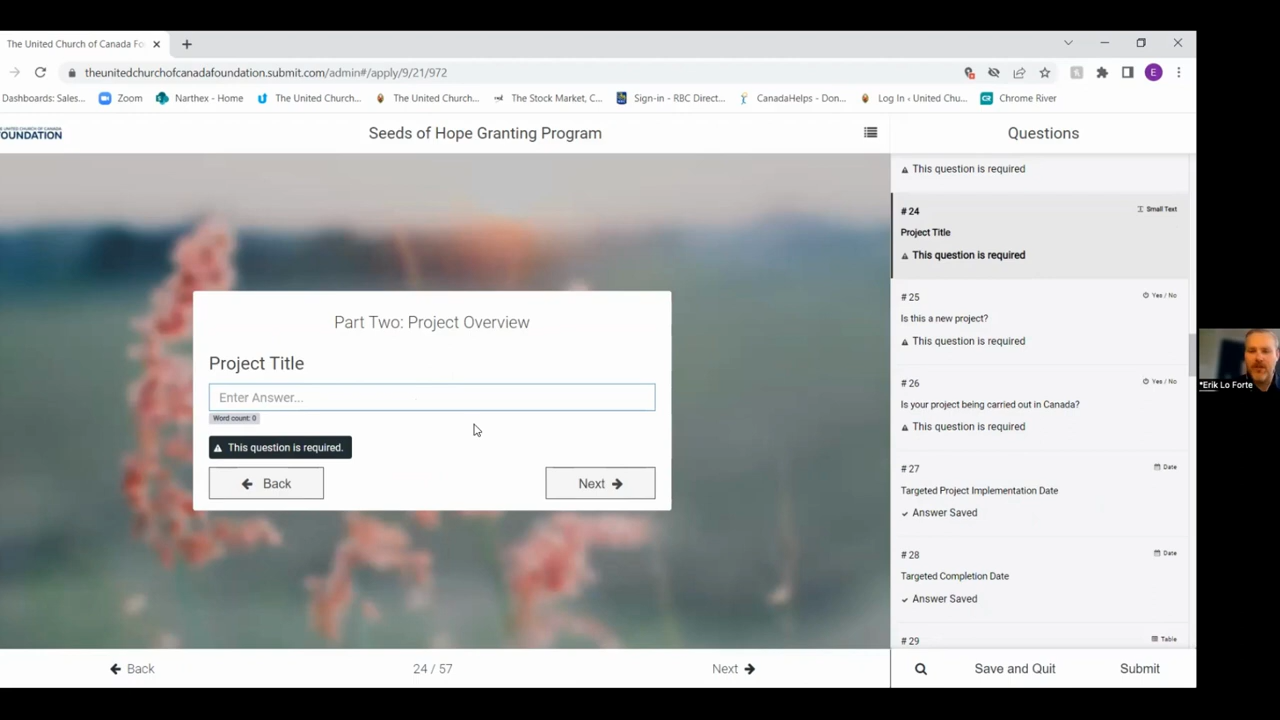 The United Church of Canada Fo
theunitedchurchofcanadafoundation.submit.com/admin#/apply/9/21/972
Dashboards: Sales... Zoom Narthex - Home The United Church... The United Church... The Stock Market, C... Sign-in - RBC Direct... CanadaHelps - Don... Log In ‹ United Chu... Chrome River
THE UNITED CHURCH OF CANADA
FOUNDATION
Seeds of Hope Granting Program
Questions
This question is required
# 24 Small Text
Project Title
This question is required
# 25 Yes / No
Is this a new project?
This question is required
# 26 Yes / No
Is your project being carried out in Canada?
This question is required
# 27 Date
Targeted Project Implementation Date
Answer Saved
# 28 Date
Targeted Completion Date
Answer Saved
# 29 Table
Part Two: Project Overview
Project Title
Enter Answer...
Word count: 0
This question is required.
Back Next
Back 24 / 57 Next
Save and Quit Submit
E
*Erik Lo Forte